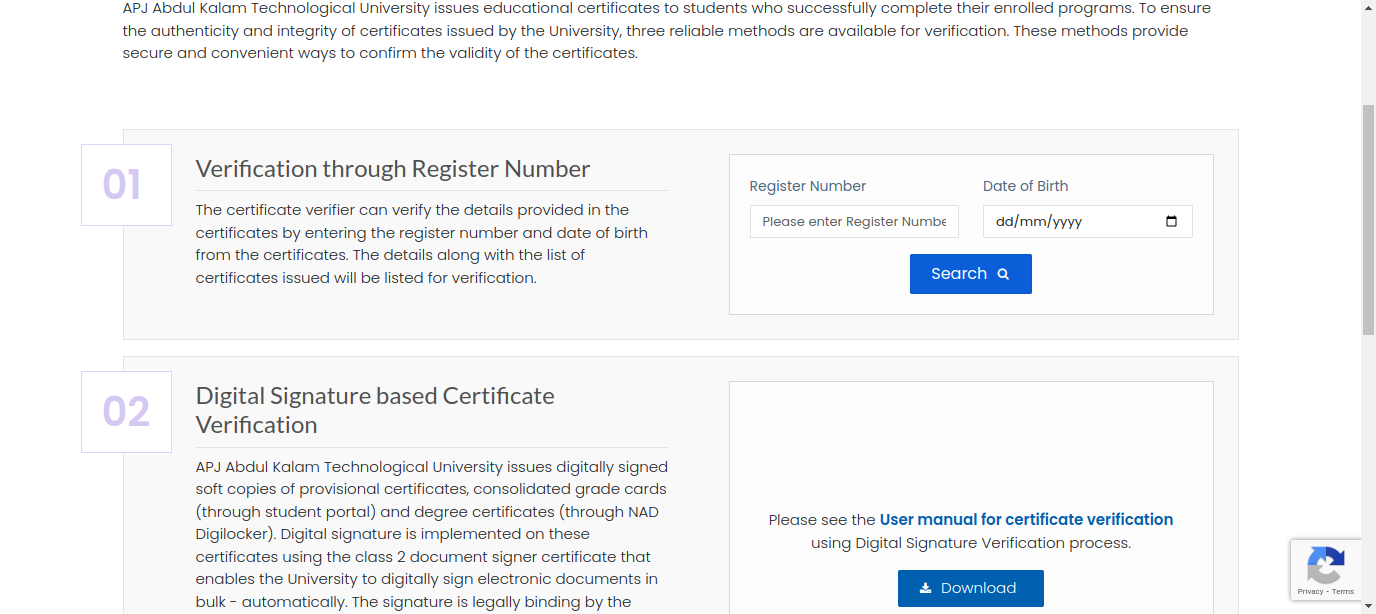 APJ Abdul Kalam Technological University issues educational certificates to students who successfully complete their enrolled programs. To ensure
the authenticity and integrity of certificates issued by the University, three reliable methods are available for verification. These methods provide
secure and convenient ways to confirm the validity of the certificates.
01
Verification through Register Number
The certificate verifier can verify the details provided in the
certificates by entering the register number and date of birth
from the certificates. The details along with the list of
certificates issued will be listed for verification.
Register Number
Date of Birth
Please enter Register Numbe
dd/mm/yyyy
Search
02
Digital Signature based Certificate
Verification
APJ Abdul Kalam Technological University issues digitally signed
soft copies of provisional certificates, consolidated grade cards
(through student portal) and degree certificates (through NAD
Digilocker). Digital signature is implemented on these
certificates using the class 2 document signer certificate that
enables the University to digitally sign electronic documents in
bulk - automatically. The signature is legally binding by the
Please see the User manual for certificate verification
using Digital Signature Verification process.
Download
Privacy - Terms